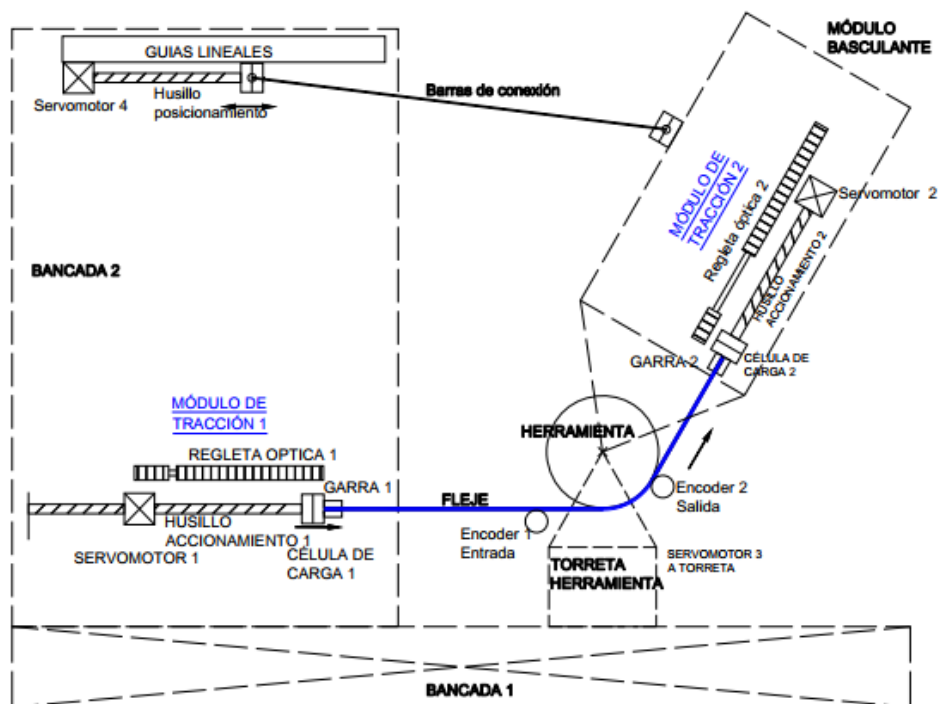 GUIAS LINEALES
Servomotor 4
Husillo
posicionamiento
Barras de conexión
MÓDULO
BASCULANTE
MÓDULO DE
TRACCIÓN 2
Regleta óptica 2
Servomotor 2
HUSILLO
ACCIONAMIENTO 2
BANCADA 2
GARRA 2
CÉLULA DE
CARGA 2
MÓDULO DE
TRACCIÓN 1
REGLETA OPTICA 1
GARRA 1
HERRAMIENTA
FLEJE
HUSILLO
ACCIONAMIENTO 1
SERVOMOTOR 1
CÉLULA DE
CARGA 1
Encoder 1
Entrada
Encoder 2
Salida
TORRETA
HERRAMIENTA
SERVOMOTOR 3
A TORRETA
BANCADA 1